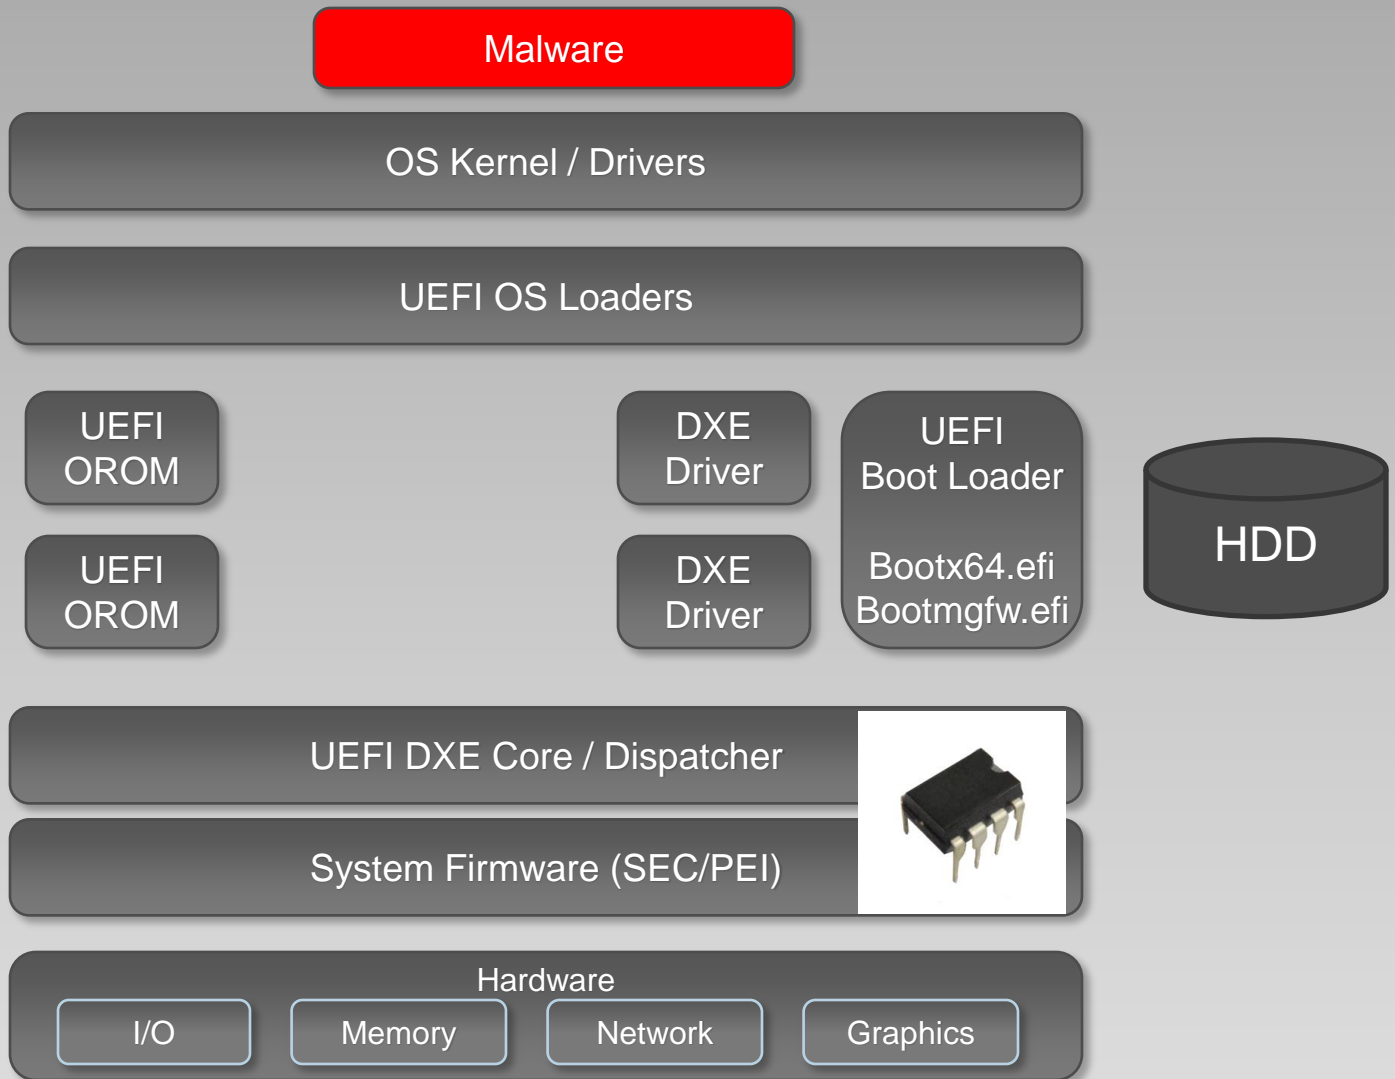 Malware
OS Kernel / Drivers
UEFI OS Loaders
UEFI
OROM
DXE
Driver
UEFI
Boot Loader
Bootx64.efi
Bootmgfw.efi
HDD
UEFI
OROM
DXE
Driver
UEFI DXE Core / Dispatcher
System Firmware (SEC/PEI)
Hardware
I/O
Memory
Network
Graphics